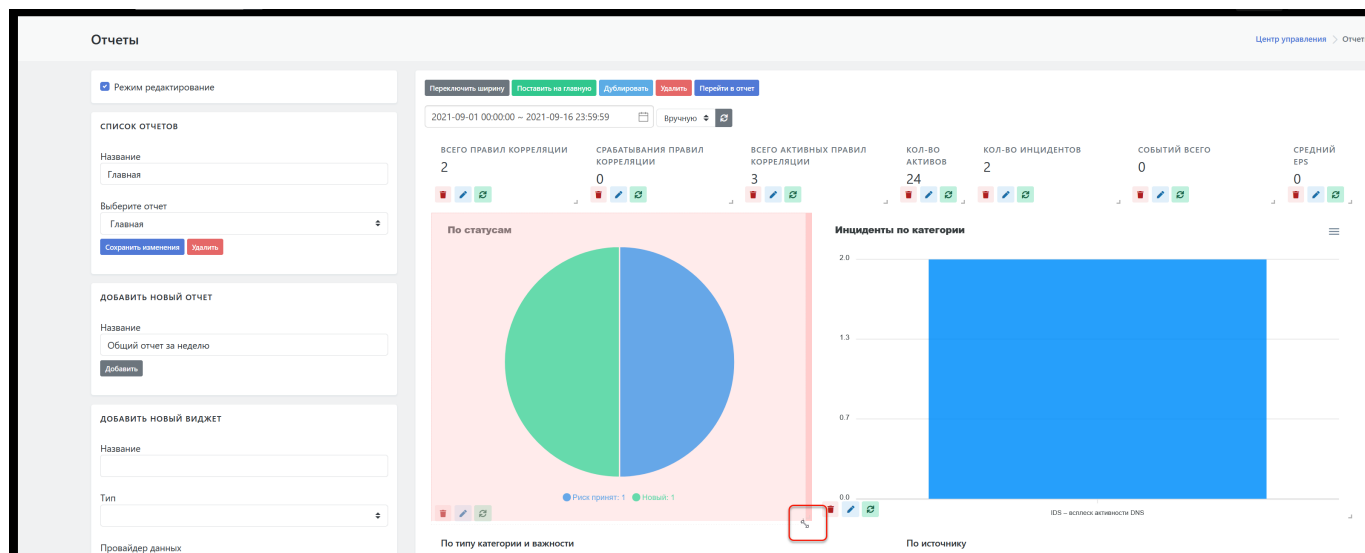 Отчеты
Центр управления > Отчет
Режим редактирование
СПИСОК ОТЧЕТОВ
Название
Главная
Выберите отчет
Главная
Сохранить изменения Удалить
ДОБАВИТЬ НОВЫЙ ОТЧЕТ
Название
Общий отчет за неделю
Добавить
ДОБАВИТЬ НОВЫЙ ВИДЖЕТ
Название
Тип
Провайдер данных
Переключить ширину Поставить на главную Дублировать Удалить Перейти в отчет
2021-09-01 00:00:00 ~ 2021-09-16 23:59:59 Вручную
ВСЕГО ПРАВИЛ КОРРЕЛЯЦИИ
2
СРАБАТЫВАНИЯ ПРАВИЛ
КОРРЕЛЯЦИИ
0
ВСЕГО АКТИВНЫХ ПРАВИЛ
КОРРЕЛЯЦИИ
3
КОЛ-ВО
АКТИВОВ
24
КОЛ-ВО ИНЦИДЕНТОВ
2
СОБЫТИЙ ВСЕГО
0
СРЕДНИЙ
EPS
0
По статусам
Риск принят: 1 Новый: 1
Инциденты по категории
2.0
1.3
0.7
0.0
IDS – всплеск активности DNS
По типу категории и важности
По источнику